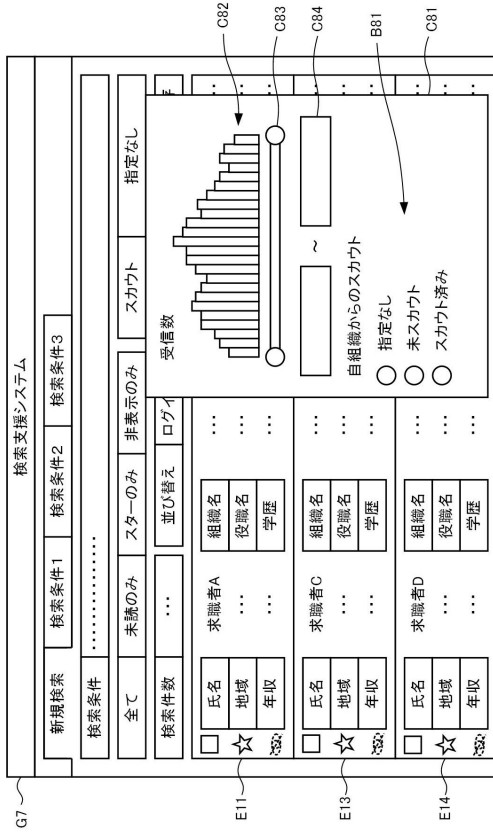 G7
検索支援システム
新規検索 検索条件1 検索条件2 検索条件3
検索条件 ……………
全て 未読のみ スターのみ 非表示のみ スカウト 指定なし
検索件数 … 並び替え ログイ
E11
氏名 求職者A 組織名 …
地域 … 役職名 …
年収 … 学歴 …
E13
氏名 求職者C 組織名 …
地域 … 役職名 …
年収 … 学歴 …
E14
氏名 求職者D 組織名 …
地域 … 役職名 …
年収 … 学歴 …
受信数
～
自組織からのスカウト
指定なし
未スカウト
スカウト済み
C82
C83
C84
B81
C81